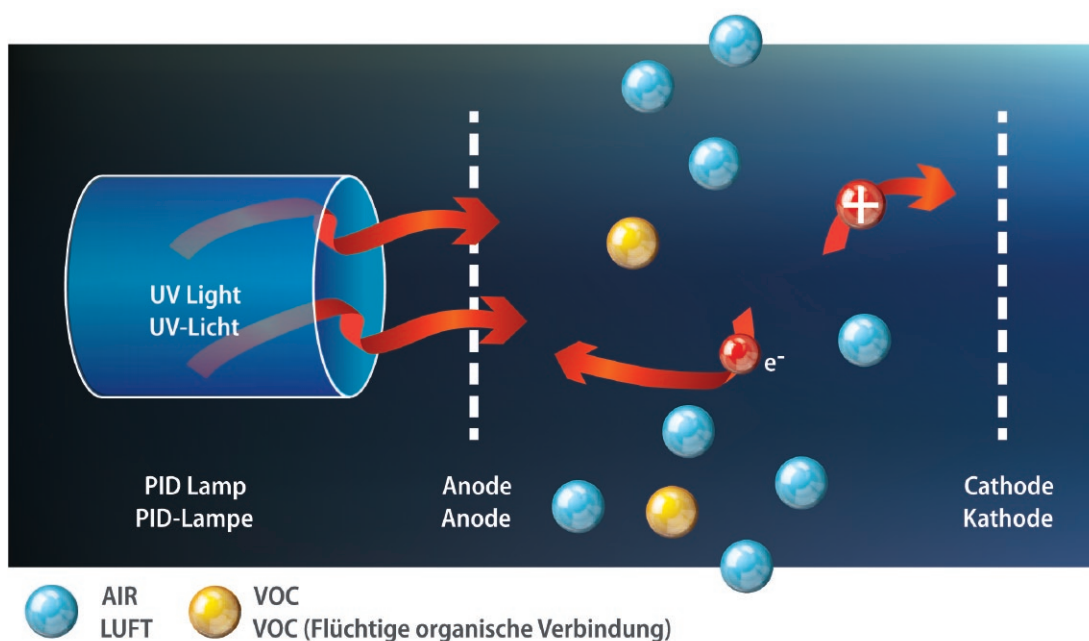 UV Light
UV-Licht
+
e-
PID Lamp
PID-Lampe
Anode
Anode
Cathode
Kathode
AIR
LUFT
VOC
VOC (Flüchtige organische Verbindung)